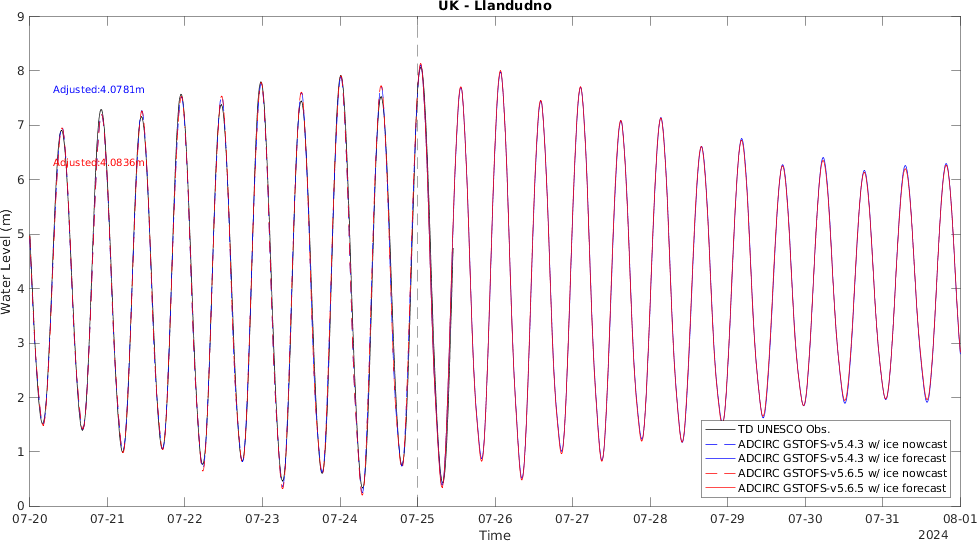 UK - Llandudno
9
8
7
6
5
4
3
2
1
0
Water Level (m)
Adjusted:4.0781m
Adjusted:4.0836m
TD UNESCO Obs.
ADCIRC GSTOFS-v5.4.3 w/ ice nowcast
ADCIRC GSTOFS-v5.4.3 w/ ice forecast
ADCIRC GSTOFS-v5.6.5 w/ ice nowcast
ADCIRC GSTOFS-v5.6.5 w/ ice forecast
07-20 07-21 07-22 07-23 07-24 07-25 07-26 07-27 07-28 07-29 07-30 07-31 08-01
Time
2024